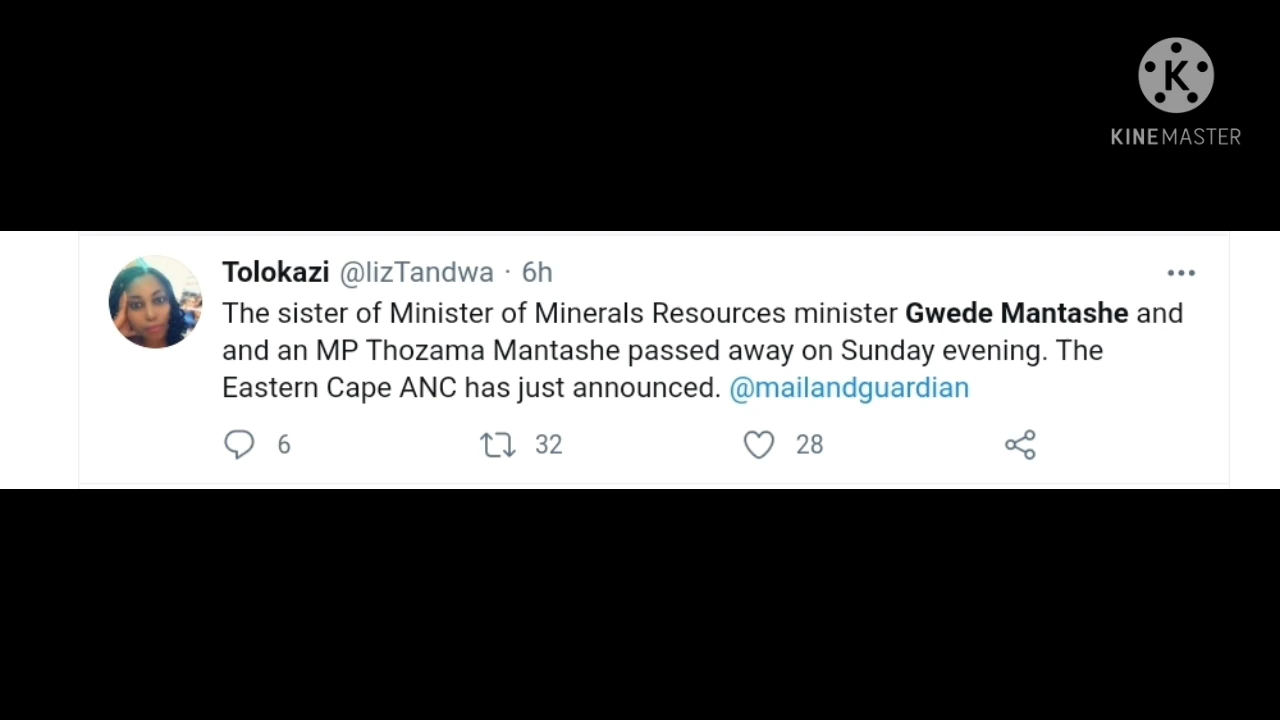 K
KINEMASTER
Tolokazi @lizTandwa · 6h
The sister of Minister of Minerals Resources minister Gwede Mantashe and
and an MP Thozama Mantashe passed away on Sunday evening. The
Eastern Cape ANC has just announced. @mailandguardian
6 32 28